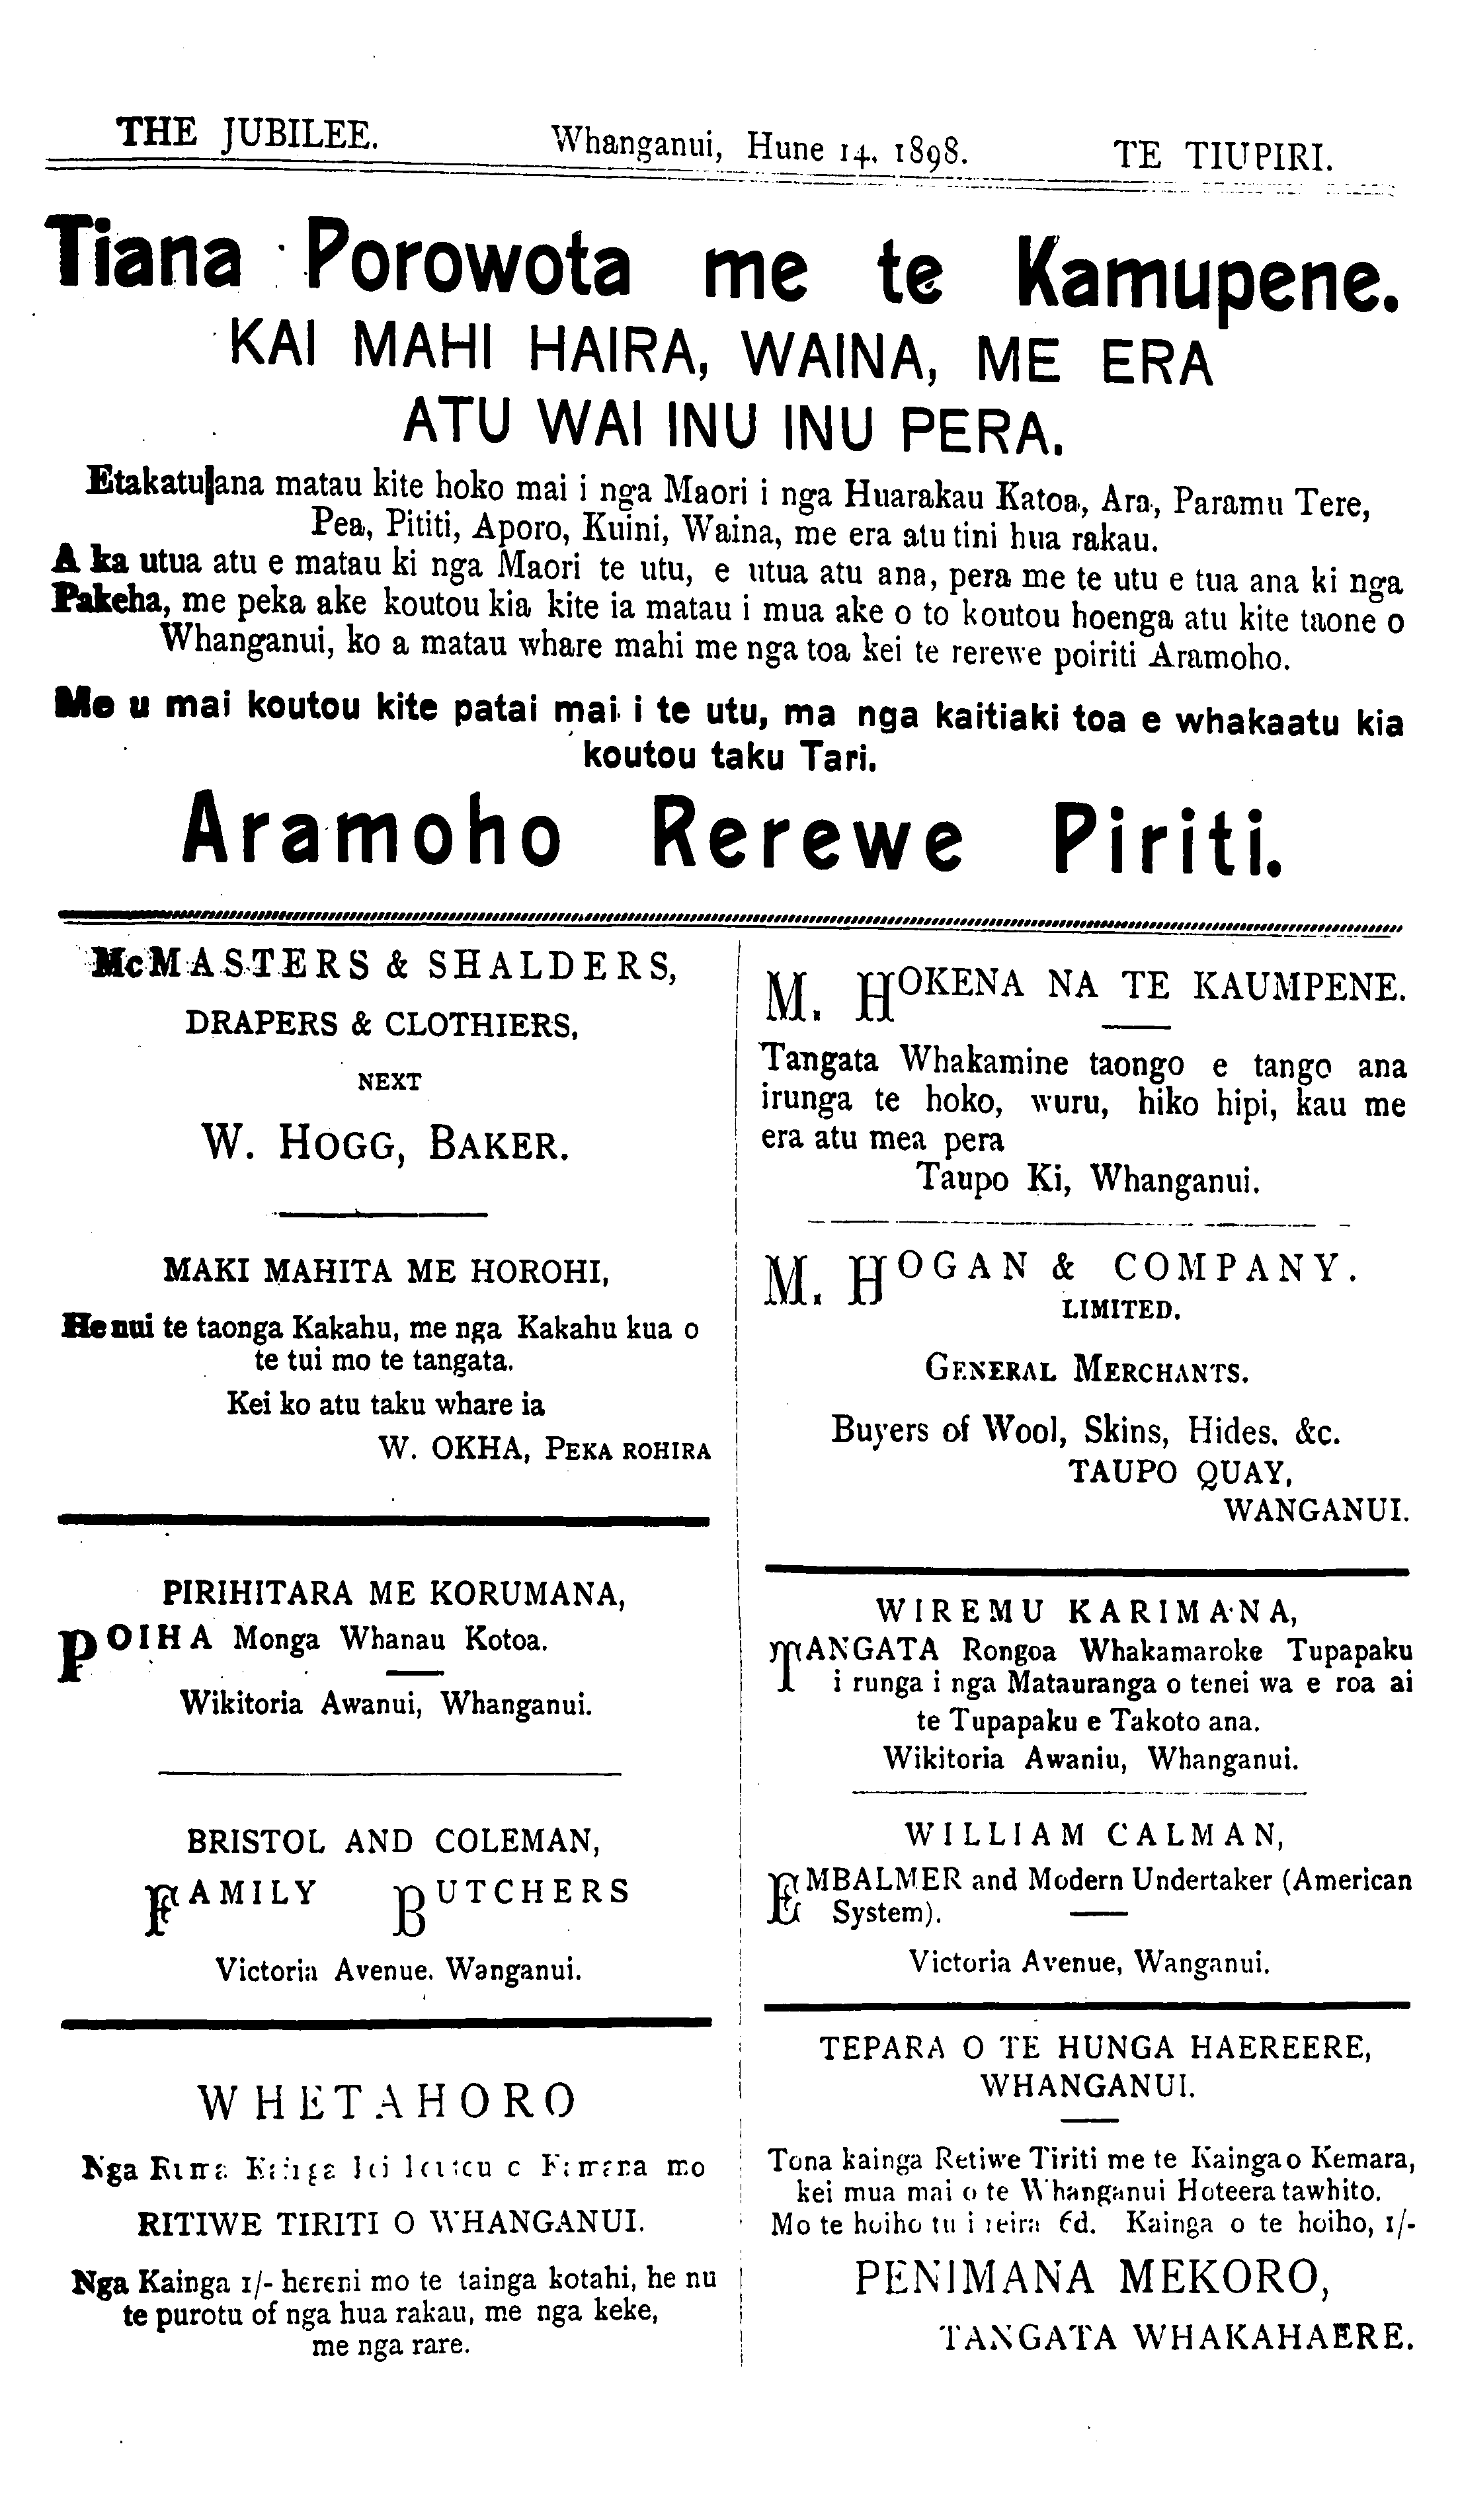 THE JUBILEE. Whanganui, Hune 14, 1898. TE TIUPIRI.
Tiana Porowota me te Kamupene.
KAI MAHI HAIRA, WAINA, ME ERA
ATU WAI INU INU PERA.
Etakatu ana matau kite hoko mai i nga Maori i nga Huarakau Katoa, Ara, Paramu Tere,
Pea, Pititi, Aporo, Kuini, Waina, me era atu tini hua rakau.
A ka utua atu e matau ki nga Maori te utu, e utua atu ana, pera me te utu e tua ana ki nga
Pakeha, me peka ake koutou kia kite ia matau i mua ake o to koutou hoenga atu kite taone o
Whanganui, ko a matau whare mahi me nga toa kei te rerewe poiriti Aramoho.
Me u mai koutou kite patai mai i te utu, ma nga kaitiaki toa e whakaatu kia
koutou taku Tari.
Aramoho Rerewe Piriti.
McMASTERS & SHALDERS,
DRAPERS & CLOTHIERS,
NEXT
W. HOGG, BAKER.
MAKI MAHITA ME HOROHI,
He nui te taonga Kakahu, me nga Kakahu kua o
te tui mo te tangata.
Kei ko atu taku whare ia
W. OKHA, PEKA ROHIRA
PIRIHITARA ME KORUMANA,
POIHA Monga Whanau Kotoa.
Wikitoria Awanui, Whanganui.
BRISTOL AND COLEMAN,
FAMILY BUTCHERS
Victoria Avenue. Wanganui.
WHETAHORO
Nga mo
RITIWE TIRITI O WHANGANUI.
Nga Kainga 1/- hereni mo te tainga kotahi, he nu
te purotu of nga hua rakau, me nga keke,
me nga rare.
M. HOKENA NA TE KAUMPENE.
Tangata Whakamine taongo e tango ana
irunga te hoko, wuru, hiko hipi, kau me
era atu mea pera
Taupo Ki, Whanganui.
M. HOGAN & COMPANY.
LIMITED.
GENERAL MERCHANTS.
Buyers of Wool, Skins, Hides. &c.
TAUPO QUAY,
WANGANUI.
WIREMU KARIMANA,
TANGATA Rongoa Whakamaroke Tupapaku
i runga i nga Matauranga o tenei wa e roa ai
te Tupapaku e Takoto ana.
Wikitoria Awaniu, Whanganui.
WILLIAM CALMAN,
EMBALMER and Modern Undertaker (American
System).
Victoria Avenue, Wanganui.
TEPARA O TE HUNGA HAEREERE,
WHANGANUI.
Tona kainga Retiwe Tiriti me te Kainga o Kemara,
kei mua mai o te Whanganui Hoteera tawhito.
Mo te hoiho tu i reira 6d. Kainga o te hoiho, 1/-
PENIMANA MEKORO,
TANGATA WHAKAHAERE.